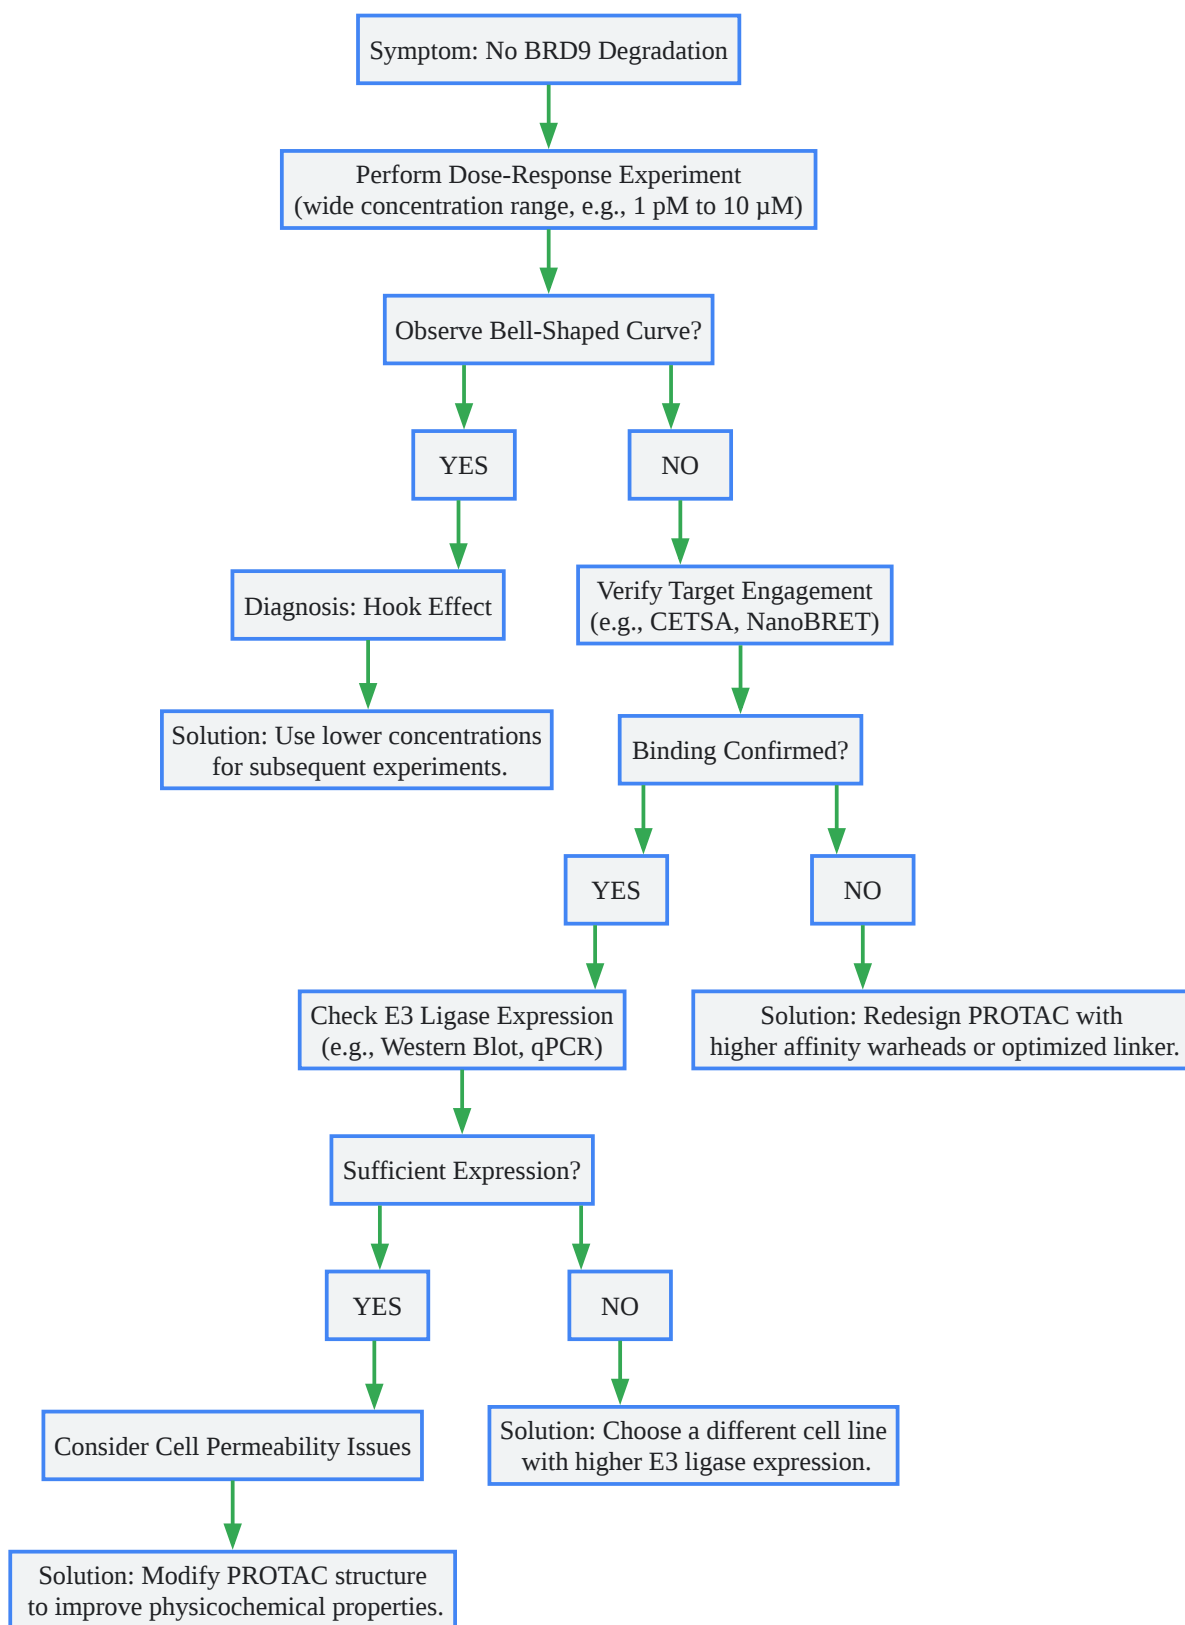 Symptom: No BRD9 Degradation
Perform Dose-Response Experiment
(wide concentration range, e.g., 1 pM to 10 µM)
Observe Bell-Shaped Curve?
YES
NO
Diagnosis: Hook Effect
Verify Target Engagement
(e.g., CETSA, NanoBRET)
Solution: Use lower concentrations
for subsequent experiments.
Binding Confirmed?
YES
NO
Check E3 Ligase Expression
(e.g., Western Blot, qPCR)
Solution: Redesign PROTAC with
higher affinity warheads or optimized linker.
Sufficient Expression?
YES
NO
Consider Cell Permeability Issues
Solution: Choose a different cell line
with higher E3 ligase expression.
Solution: Modify PROTAC structure
to improve physicochemical properties.